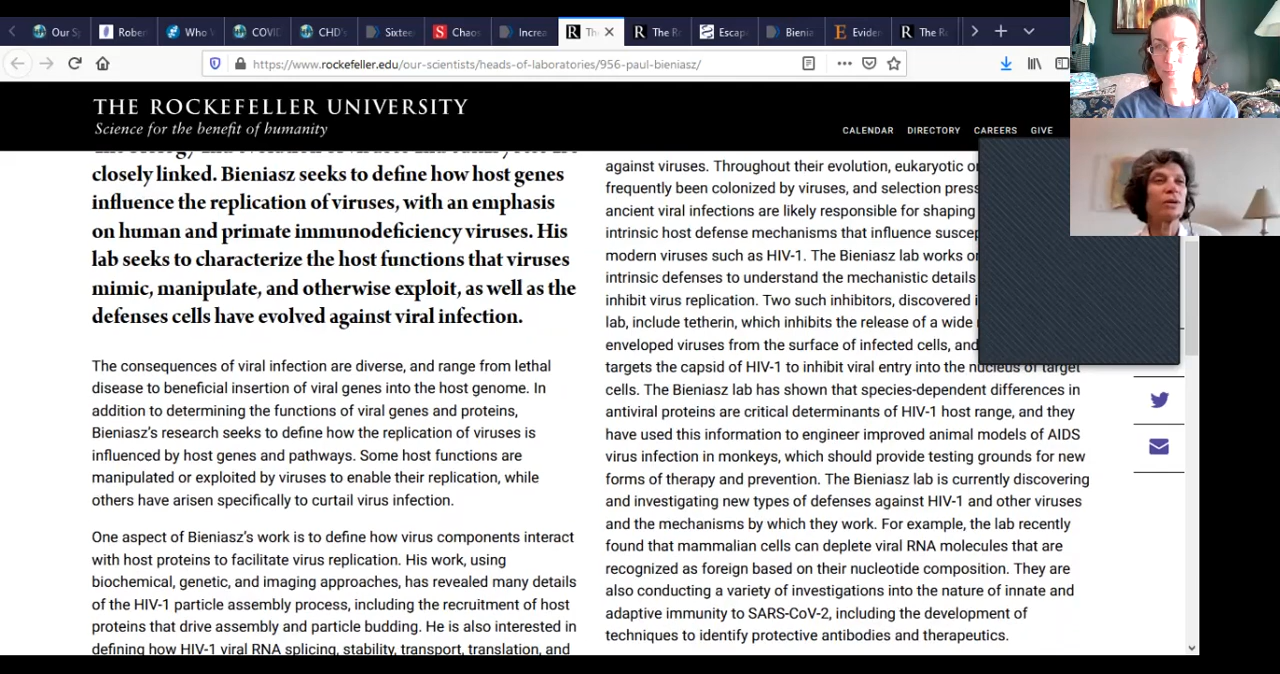 Our S
Rober
Who
COVID
CHD's
Sixtee
Chaos
Increa
Th
The R
Escap
Bienia
Eviden
The R
https://www.rockefeller.edu/our-scientists/heads-of-laboratories/956-paul-bieniasz/
THE ROCKEFELLER UNIVERSITY
Science for the benefit of humanity
CALENDAR DIRECTORY CAREERS GIVE
closely linked. Bieniasz seeks to define how host genes
influence the replication of viruses, with an emphasis
on human and primate immunodeficiency viruses. His
lab seeks to characterize the host functions that viruses
mimic, manipulate, and otherwise exploit, as well as the
defenses cells have evolved against viral infection.
The consequences of viral infection are diverse, and range from lethal
disease to beneficial insertion of viral genes into the host genome. In
addition to determining the functions of viral genes and proteins,
Bieniasz's research seeks to define how the replication of viruses is
influenced by host genes and pathways. Some host functions are
manipulated or exploited by viruses to enable their replication, while
others have arisen specifically to curtail virus infection.
One aspect of Bieniasz's work is to define how virus components interact
with host proteins to facilitate virus replication. His work, using
biochemical, genetic, and imaging approaches, has revealed many details
of the HIV-1 particle assembly process, including the recruitment of host
proteins that drive assembly and particle budding. He is also interested in
defining how HIV-1 viral RNA splicing, stability, transport, translation, and
against viruses. Throughout their evolution, eukaryotic
frequently been colonized by viruses, and selection
ancient viral infections are likely responsible for shaping
intrinsic host defense mechanisms that influence
modern viruses such as HIV-1. The Bieniasz lab works
intrinsic defenses to understand the mechanistic details
inhibit virus replication. Two such inhibitors, discovered
lab, include tetherin, which inhibits the release of a wide
enveloped viruses from the surface of infected cells, and
targets the capsid of HIV-1 to inhibit viral entry into the nucleus of target
cells. The Bieniasz lab has shown that species-dependent differences in
antiviral proteins are critical determinants of HIV-1 host range, and they
have used this information to engineer improved animal models of AIDS
virus infection in monkeys, which should provide testing grounds for new
forms of therapy and prevention. The Bieniasz lab is currently discovering
and investigating new types of defenses against HIV-1 and other viruses
and the mechanisms by which they work. For example, the lab recently
found that mammalian cells can deplete viral RNA molecules that are
recognized as foreign based on their nucleotide composition. They are
also conducting a variety of investigations into the nature of innate and
adaptive immunity to SARS-CoV-2, including the development of
techniques to identify protective antibodies and therapeutics.